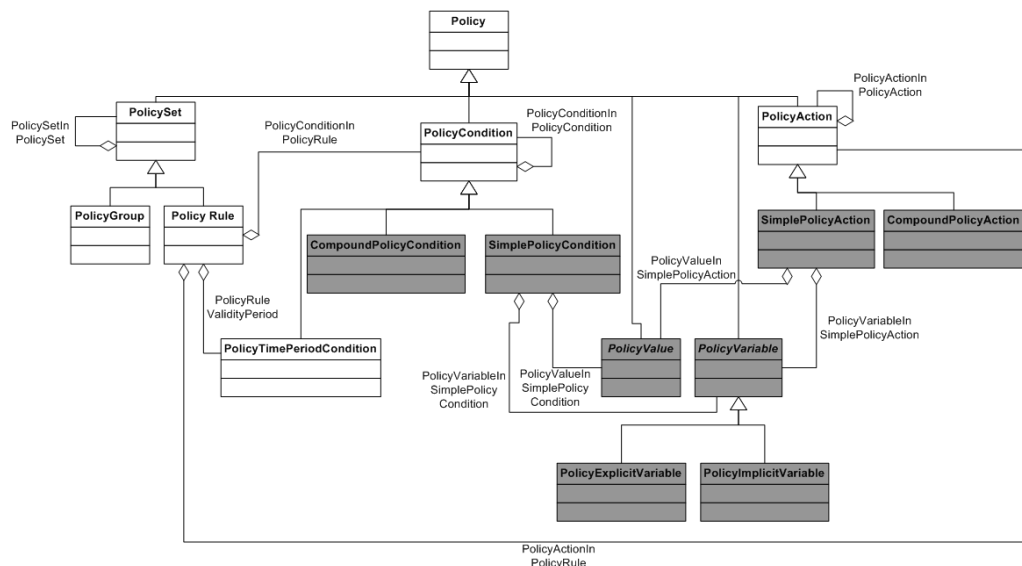 Policy
PolicySet
PolicySetIn
PolicySet
PolicyConditionIn
PolicyRule
PolicyCondition
PolicyConditionIn
PolicyCondition
PolicyAction
PolicyActionIn
PolicyAction
PolicyGroup
Policy Rule
CompoundPolicyCondition
SimplePolicyCondition
SimplePolicyAction
CompoundPolicyAction
PolicyValueIn
SimplePolicyAction
PolicyRule
ValidityPeriod
PolicyVariableIn
SimplePolicyAction
PolicyTimePeriodCondition
PolicyValue
PolicyVariable
PolicyVariableIn
SimplePolicy
Condition
PolicyValueIn
SimplePolicy
Condition
PolicyExplicitVariable
PolicyImplicitVariable
PolicyActionIn
PolicyRule